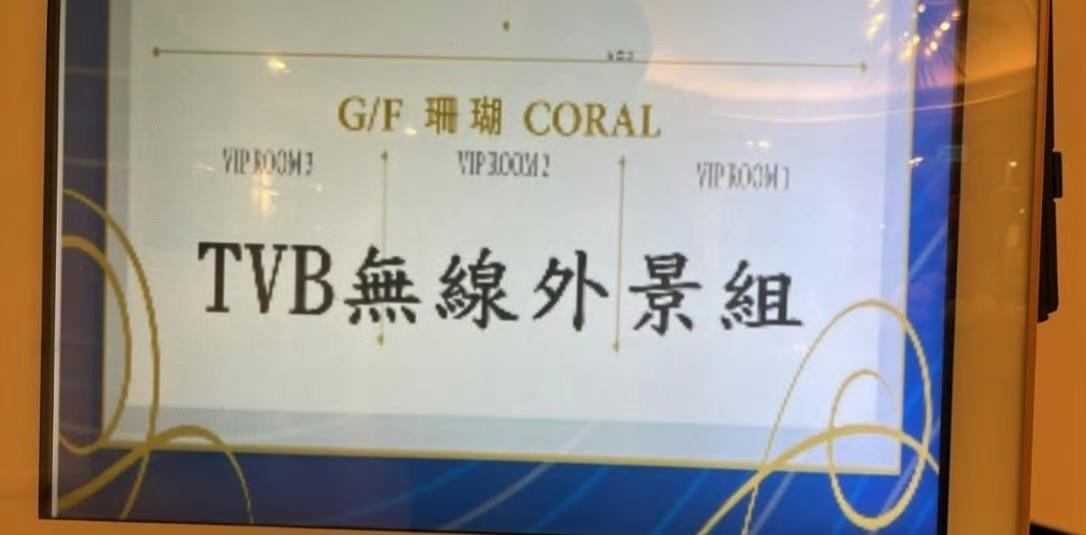 G/F 珊瑚 CORAL
VIP ROOM 3 VIP ROOM 2 VIP ROOM 1
TVB無線外景組